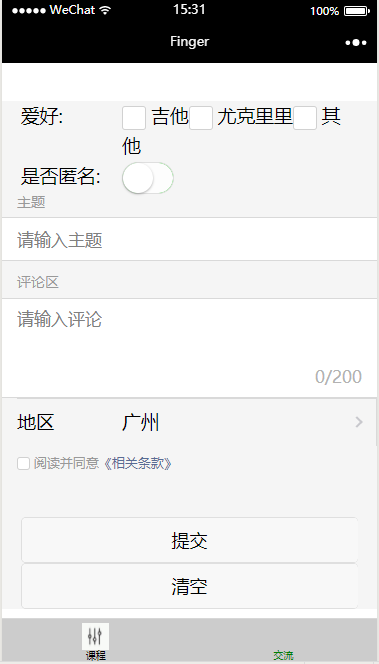 ●●●●● WeChat 15:31 100%
Finger
爱好: 吉他 尤克里里 其
他
是否匿名:
主题
请输入主题
评论区
请输入评论
0/200
地区 广州
阅读并同意《相关条款》
提交
清空
课程 交流